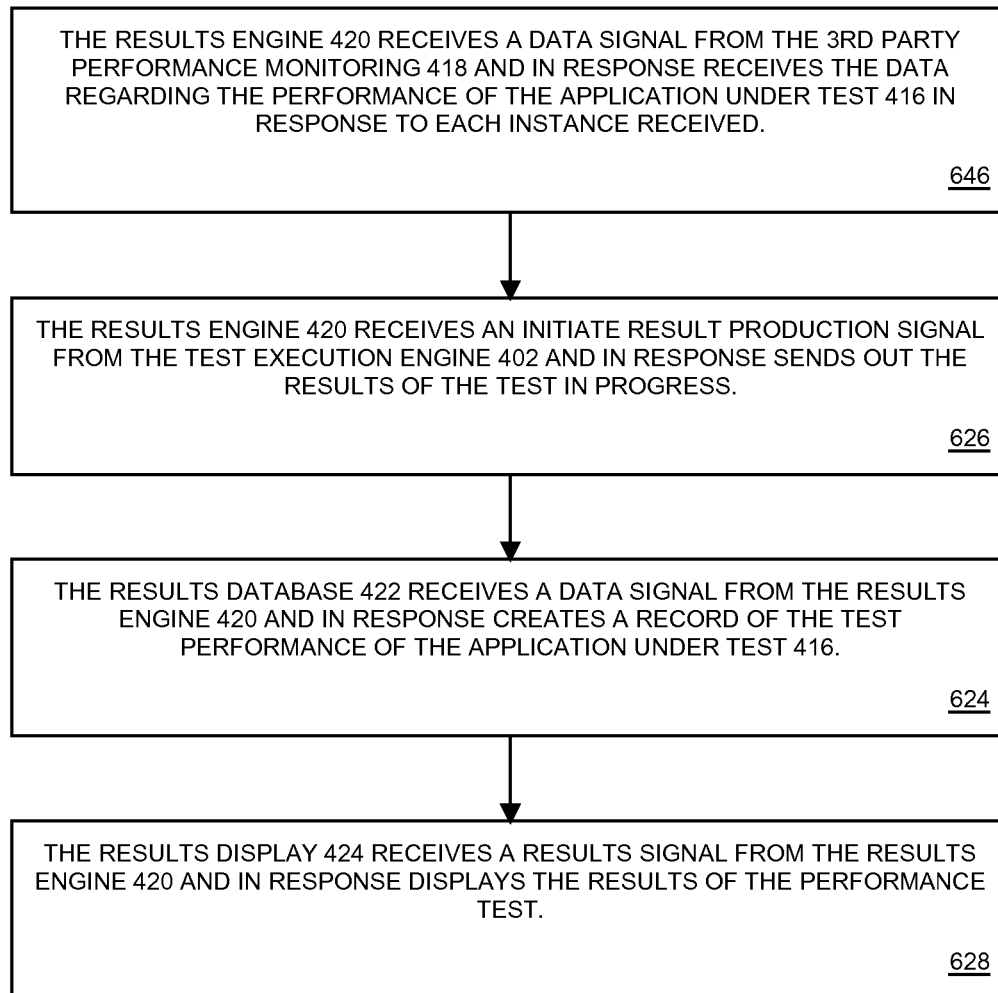 THE RESULTS ENGINE 420 RECEIVES A DATA SIGNAL FROM THE 3RD PARTY
PERFORMANCE MONITORING 418 AND IN RESPONSE RECEIVES THE DATA
REGARDING THE PERFORMANCE OF THE APPLICATION UNDER TEST 416 IN
RESPONSE TO EACH INSTANCE RECEIVED.
646
THE RESULTS ENGINE 420 RECEIVES AN INITIATE RESULT PRODUCTION SIGNAL
FROM THE TEST EXECUTION ENGINE 402 AND IN RESPONSE SENDS OUT THE
RESULTS OF THE TEST IN PROGRESS.
626
THE RESULTS DATABASE 422 RECEIVES A DATA SIGNAL FROM THE RESULTS
ENGINE 420 AND IN RESPONSE CREATES A RECORD OF THE TEST
PERFORMANCE OF THE APPLICATION UNDER TEST 416.
624
THE RESULTS DISPLAY 424 RECEIVES A RESULTS SIGNAL FROM THE RESULTS
ENGINE 420 AND IN RESPONSE DISPLAYS THE RESULTS OF THE PERFORMANCE
TEST.
628